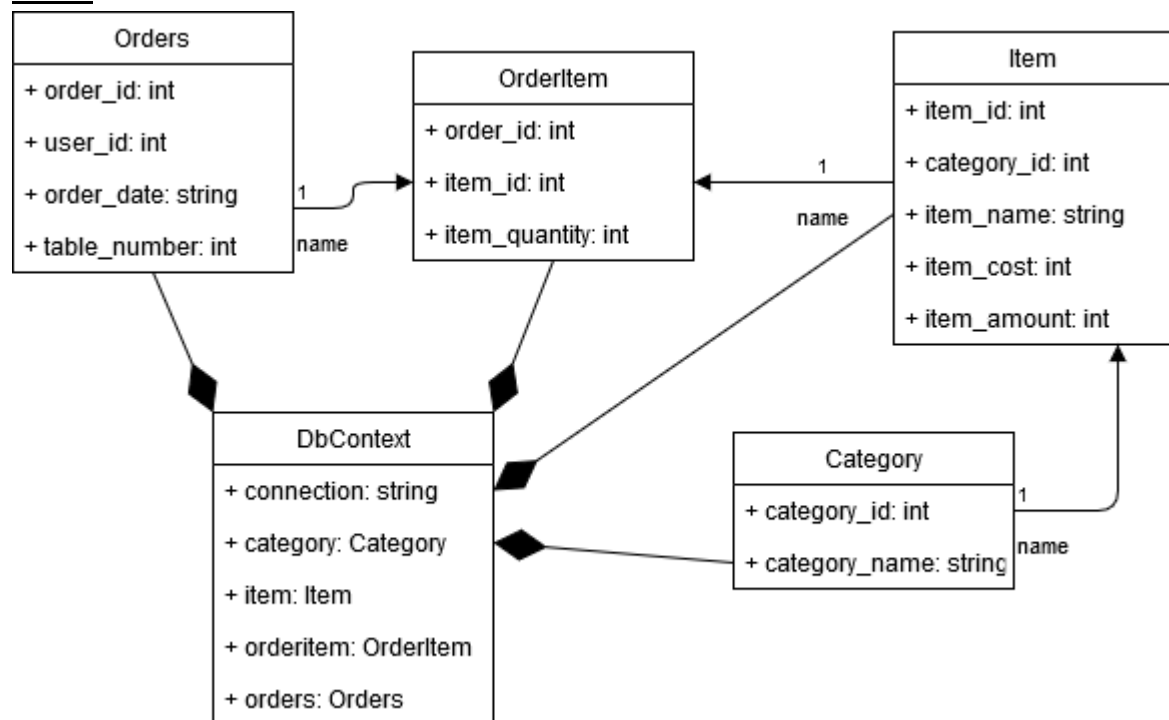 Orders
+ order_id: int
+ user_id: int
+ order_date: string
+ table_number: int
1
name
OrderItem
+ order_id: int
+ item_id: int
+ item_quantity: int
1
name
Item
+ item_id: int
+ category_id: int
+ item_name: string
+ item_cost: int
+ item_amount: int
DbContext
+ connection: string
+ category: Category
+ item: Item
+ orderitem: OrderItem
+ orders: Orders
Category
+ category_id: int
+ category_name: string
1
name